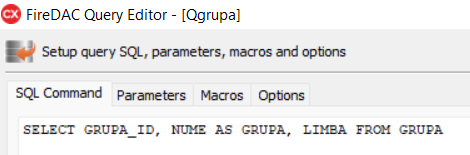 CX FireDAC Query Editor - [Qgrupa]
Setup query SQL, parameters, macros and options
SQL Command Parameters Macros Options
SELECT GRUPA_ID, NUME AS GRUPA, LIMBA FROM GRUPA